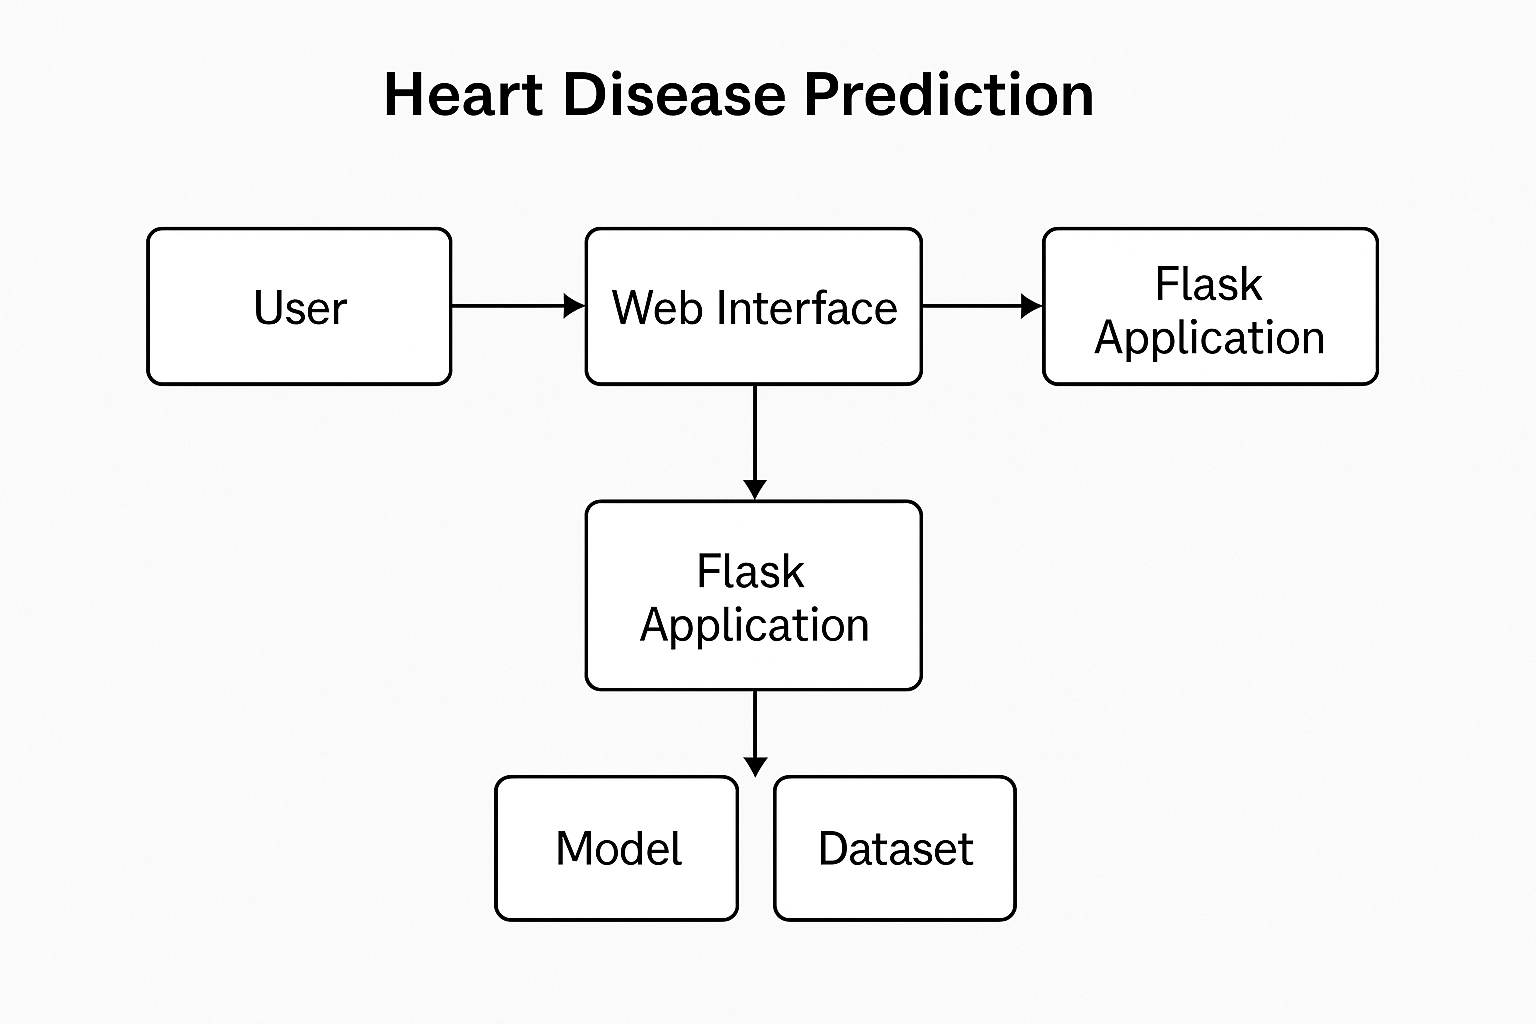 Heart Disease Prediction
User
Web Interface
Flask
Application
Flask
Application
Model
Dataset